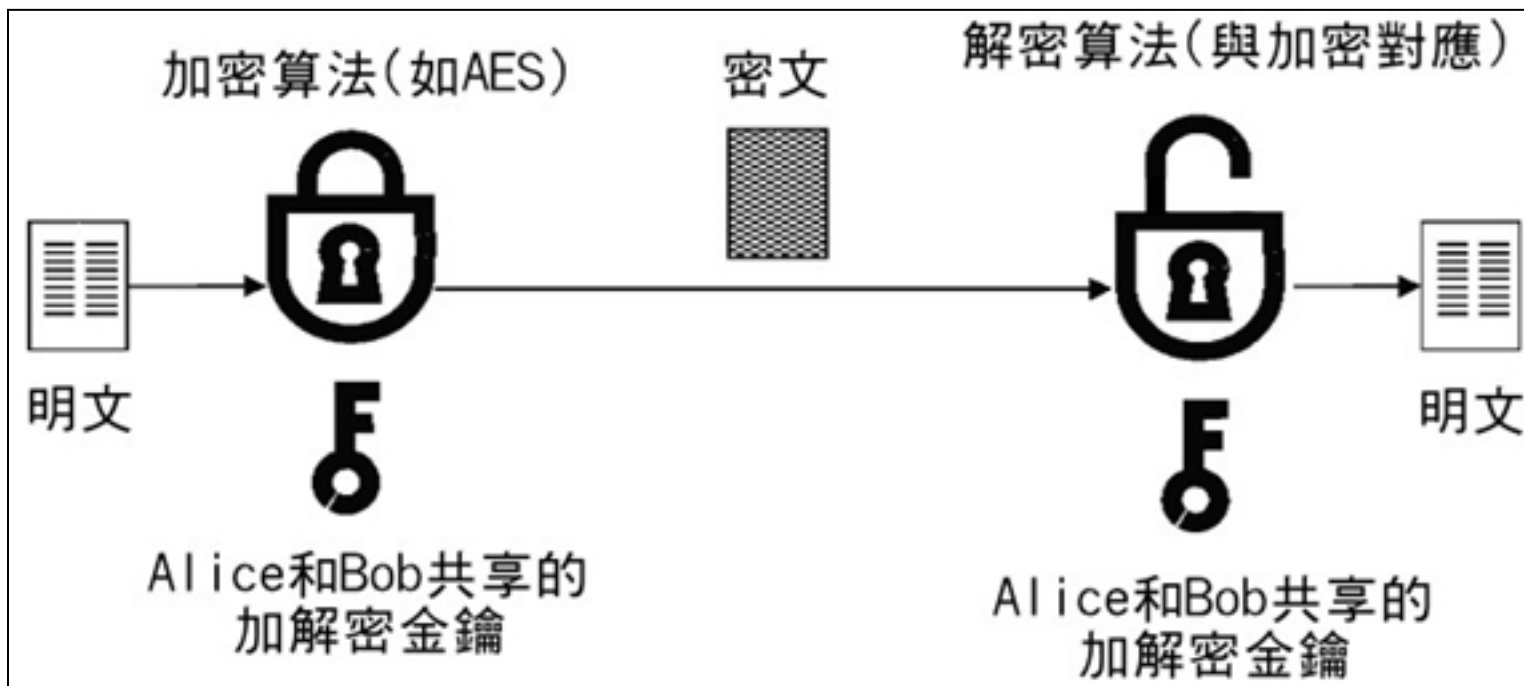 加密算法(如AES)
密文
解密算法(與加密對應)
明文
明文
Alice和Bob共享的
加解密金鑰
Alice和Bob共享的
加解密金鑰